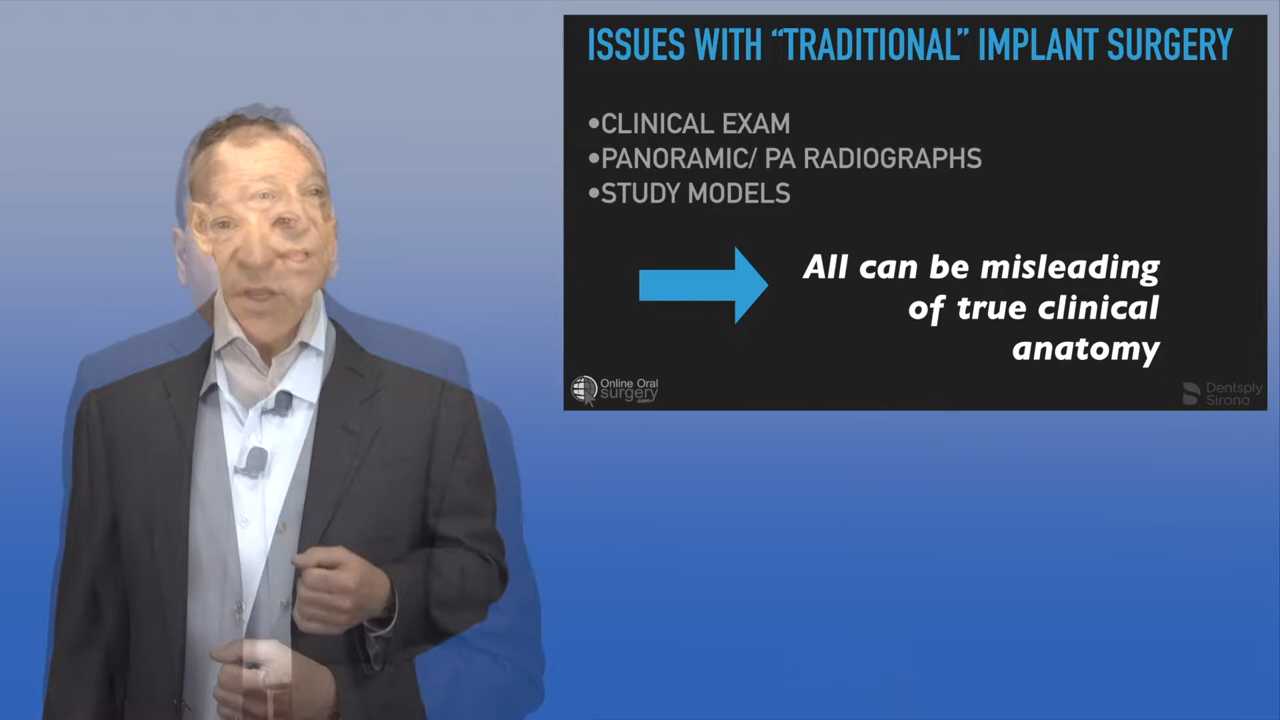 ISSUES WITH “TRADITIONAL” IMPLANT SURGERY
•CLINICAL EXAM
•PANORAMIC/ PA RADIOGRAPHS
•STUDY MODELS
All can be misleading
of true clinical
anatomy
Online Oral
surgery
.com
Dentsply
Sirona